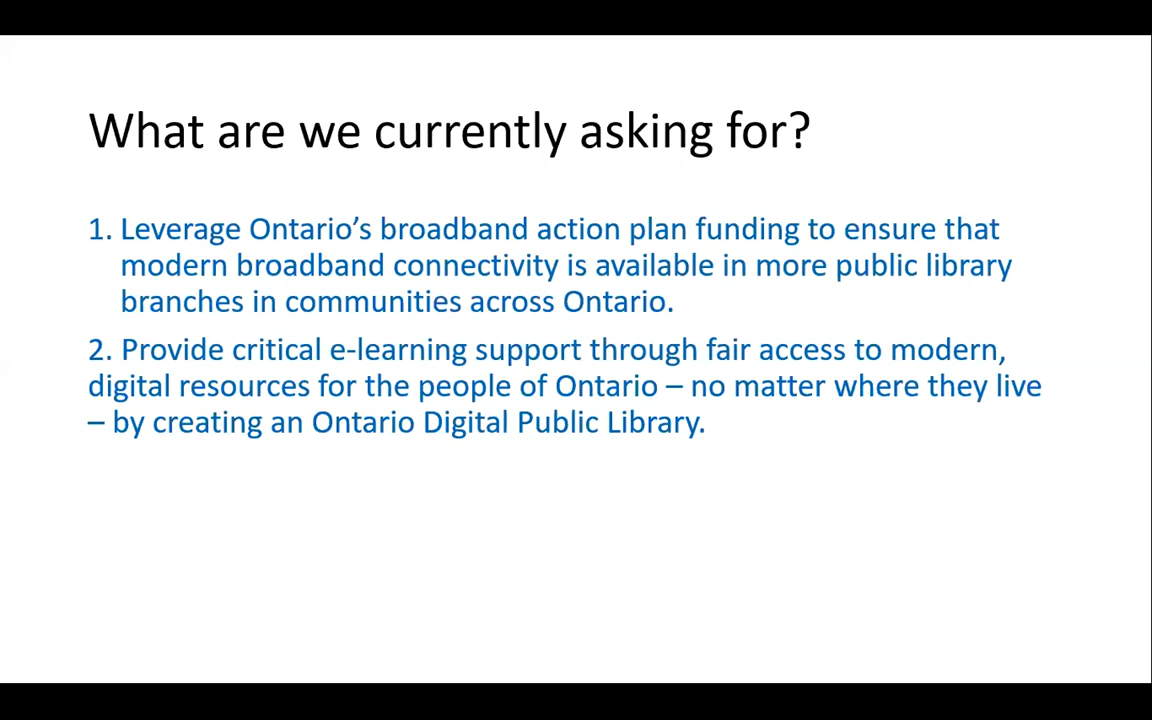 What are we currently asking for?
1. Leverage Ontario’s broadband action plan funding to ensure that
modern broadband connectivity is available in more public library
branches in communities across Ontario.
2. Provide critical e-learning support through fair access to modern,
digital resources for the people of Ontario – no matter where they live
– by creating an Ontario Digital Public Library.